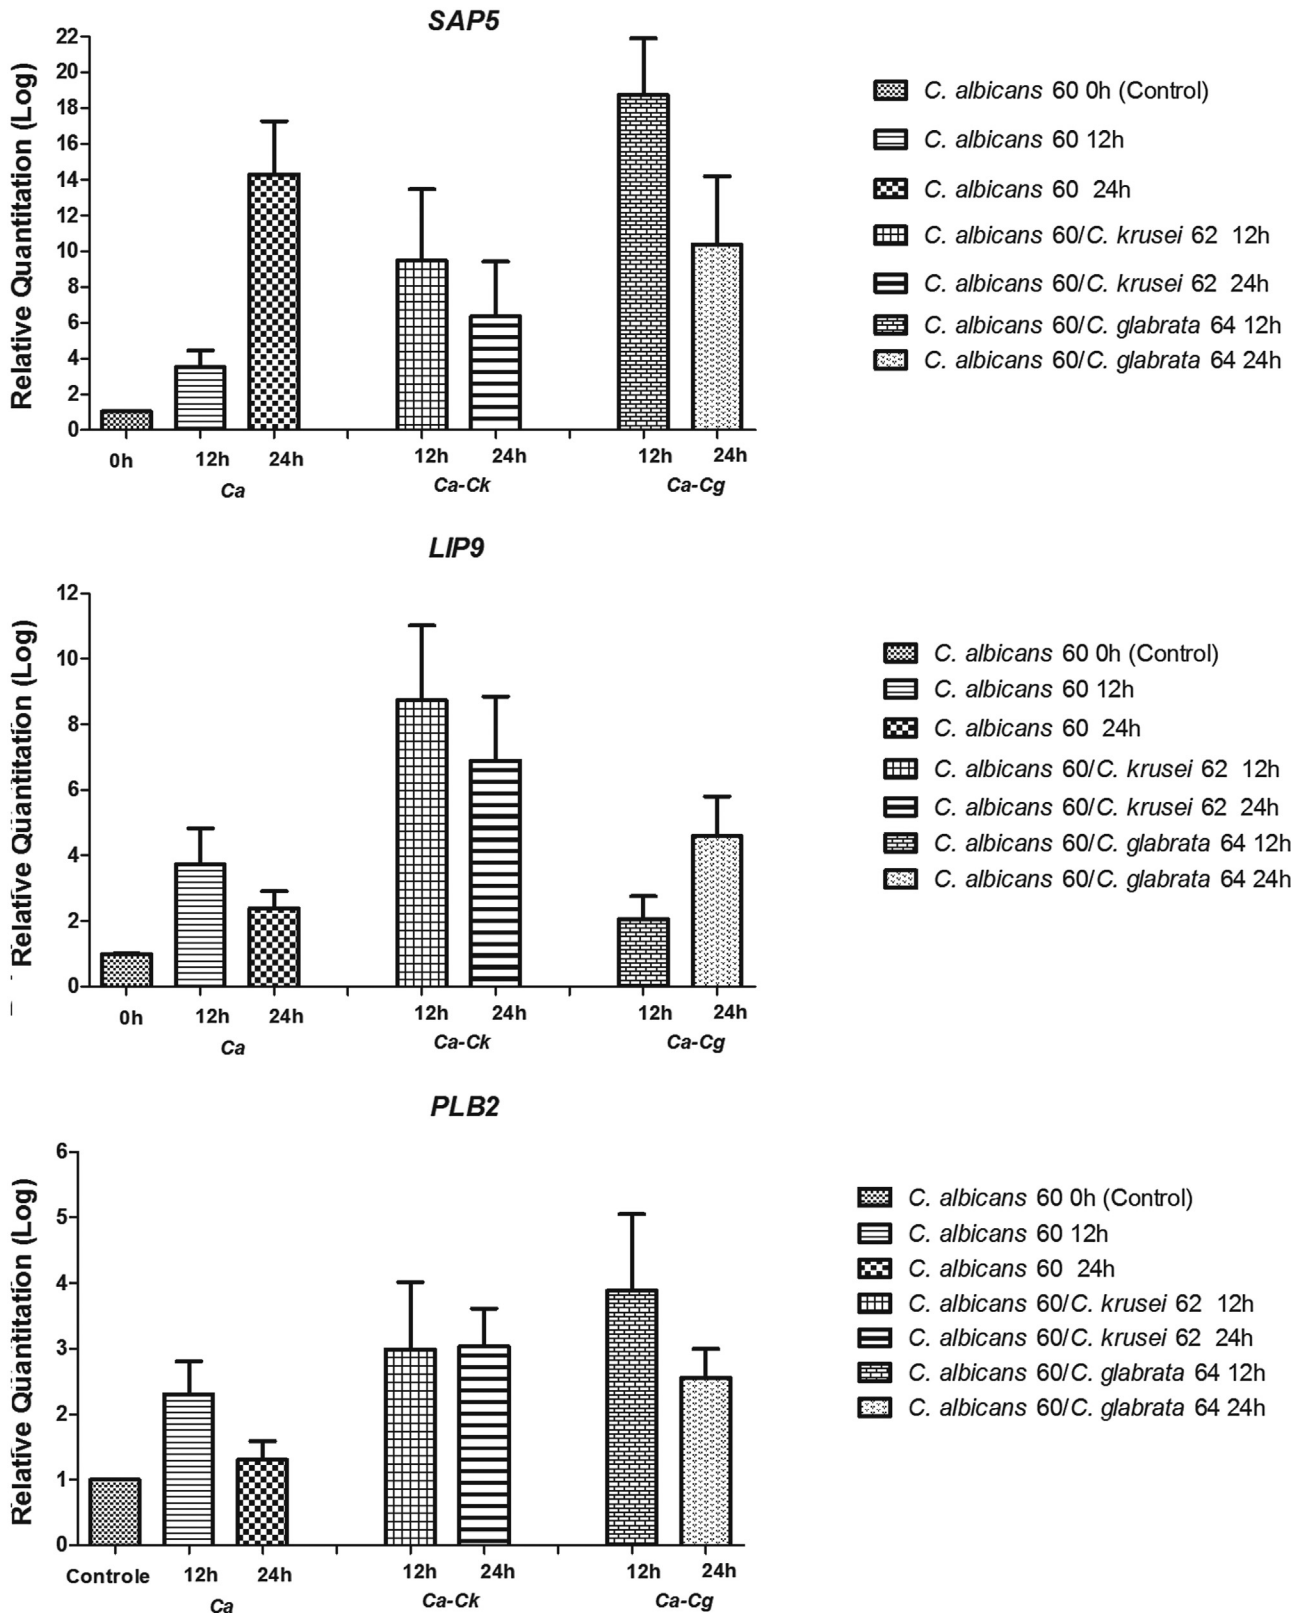 SAP5
Relative Quantitation (Log)
22
20
18
16
14
12
10
8
6
4
2
0
0h
12h
24h
12h
24h
12h
24h
Ca
Ca-Ck
Ca-Cg
C. albicans 60 0h (Control)
C. albicans 60 12h
C. albicans 60 24h
C. albicans 60/C. krusei 62 12h
C. albicans 60/C. krusei 62 24h
C. albicans 60/C. glabrata 64 12h
C. albicans 60/C. glabrata 64 24h
LIP9
Relative Quantitation (Log)
12
10
8
6
4
2
0
0h
12h
24h
12h
24h
12h
24h
Ca
Ca-Ck
Ca-Cg
C. albicans 60 0h (Control)
C. albicans 60 12h
C. albicans 60 24h
C. albicans 60/C. krusei 62 12h
C. albicans 60/C. krusei 62 24h
C. albicans 60/C. glabrata 64 12h
C. albicans 60/C. glabrata 64 24h
PLB2
Relative Quantitation (Log)
6
5
4
3
2
1
0
Controle
12h
24h
12h
24h
12h
24h
Ca
Ca-Ck
Ca-Cg
C. albicans 60 0h (Control)
C. albicans 60 12h
C. albicans 60 24h
C. albicans 60/C. krusei 62 12h
C. albicans 60/C. krusei 62 24h
C. albicans 60/C. glabrata 64 12h
C. albicans 60/C. glabrata 64 24h